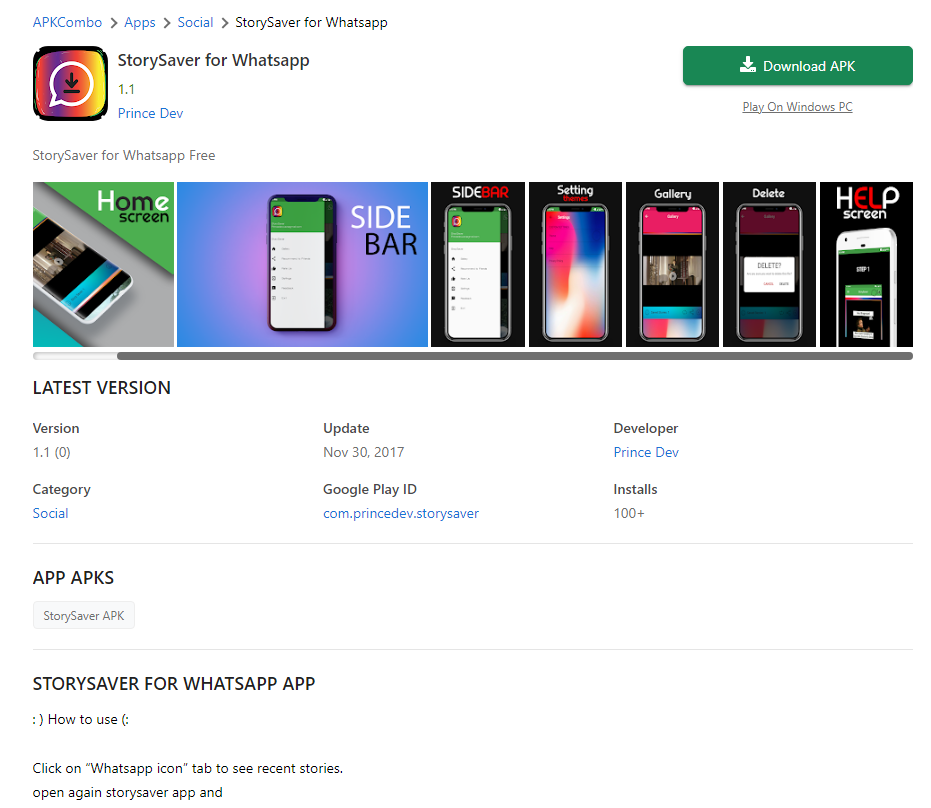 APKCombo > Apps > Social > StorySaver for Whatsapp
StorySaver for Whatsapp
1.1
Prince Dev
Download APK
Play On Windows PC
StorySaver for Whatsapp Free
Home
screen
SIDE
BAR
SIDEBAR
Setting
themes
Gallery
Delete
DELETE?
HELP
screen
STEP 1
LATEST VERSION
Version
Update
Developer
1.1 (0)
Nov 30, 2017
Prince Dev
Category
Google Play ID
Installs
Social
com.princedev.storysaver
100+
APP APKS
StorySaver APK
STORYSAVER FOR WHATSAPP APP
: ) How to use (:
Click on “Whatsapp icon” tab to see recent stories.
open again storysaver app and